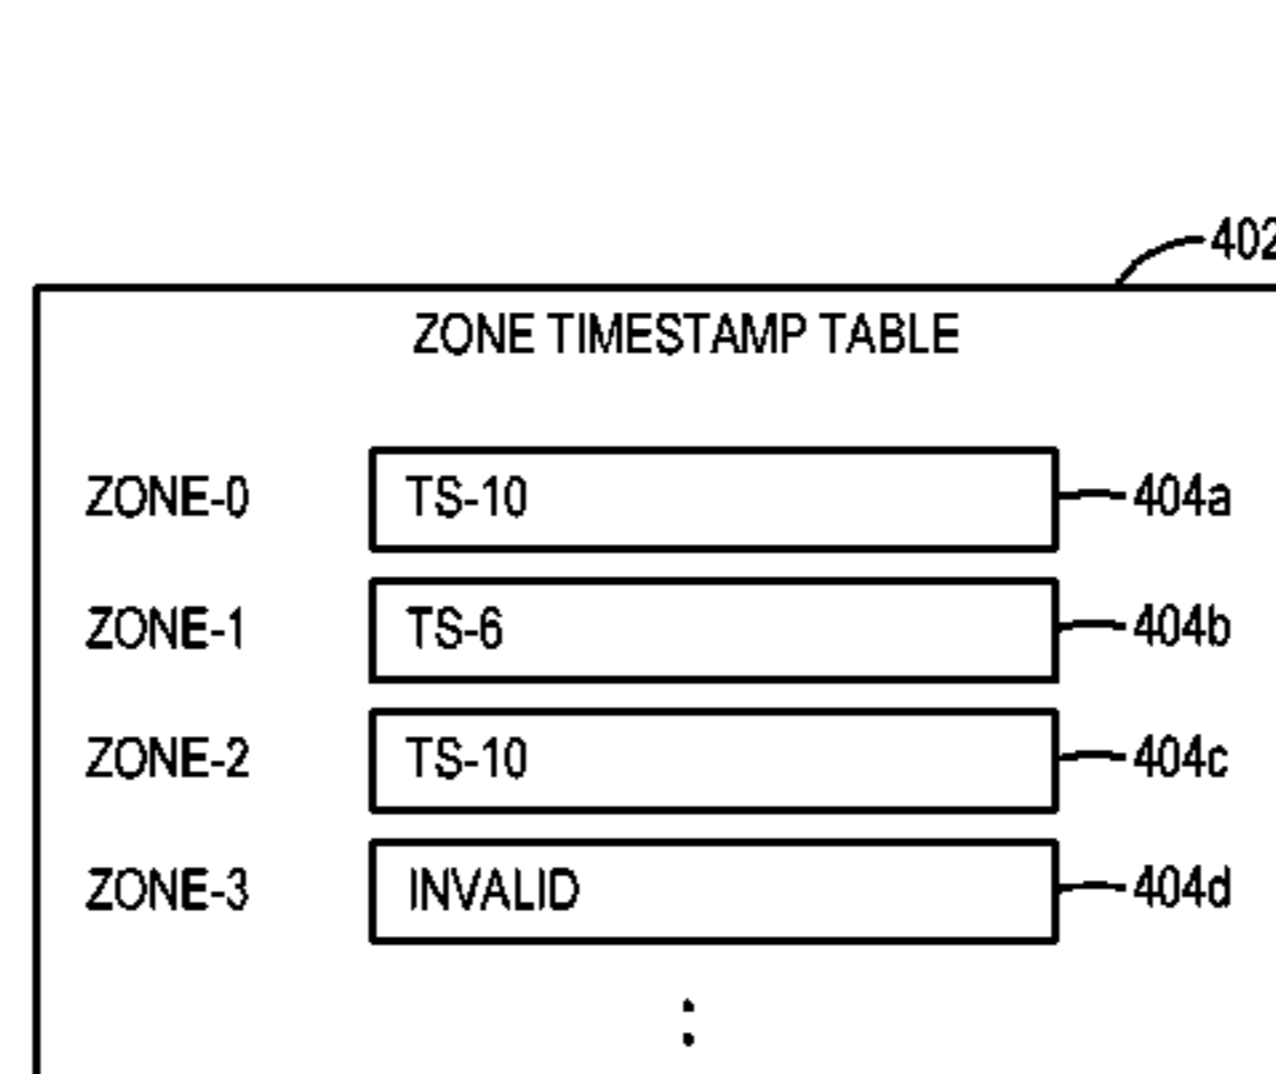 402
ZONE TIMESTAMP TABLE
ZONE-0 TS-10 404a
ZONE-1 TS-6 404b
ZONE-2 TS-10 404c
ZONE-3 INVALID 404d